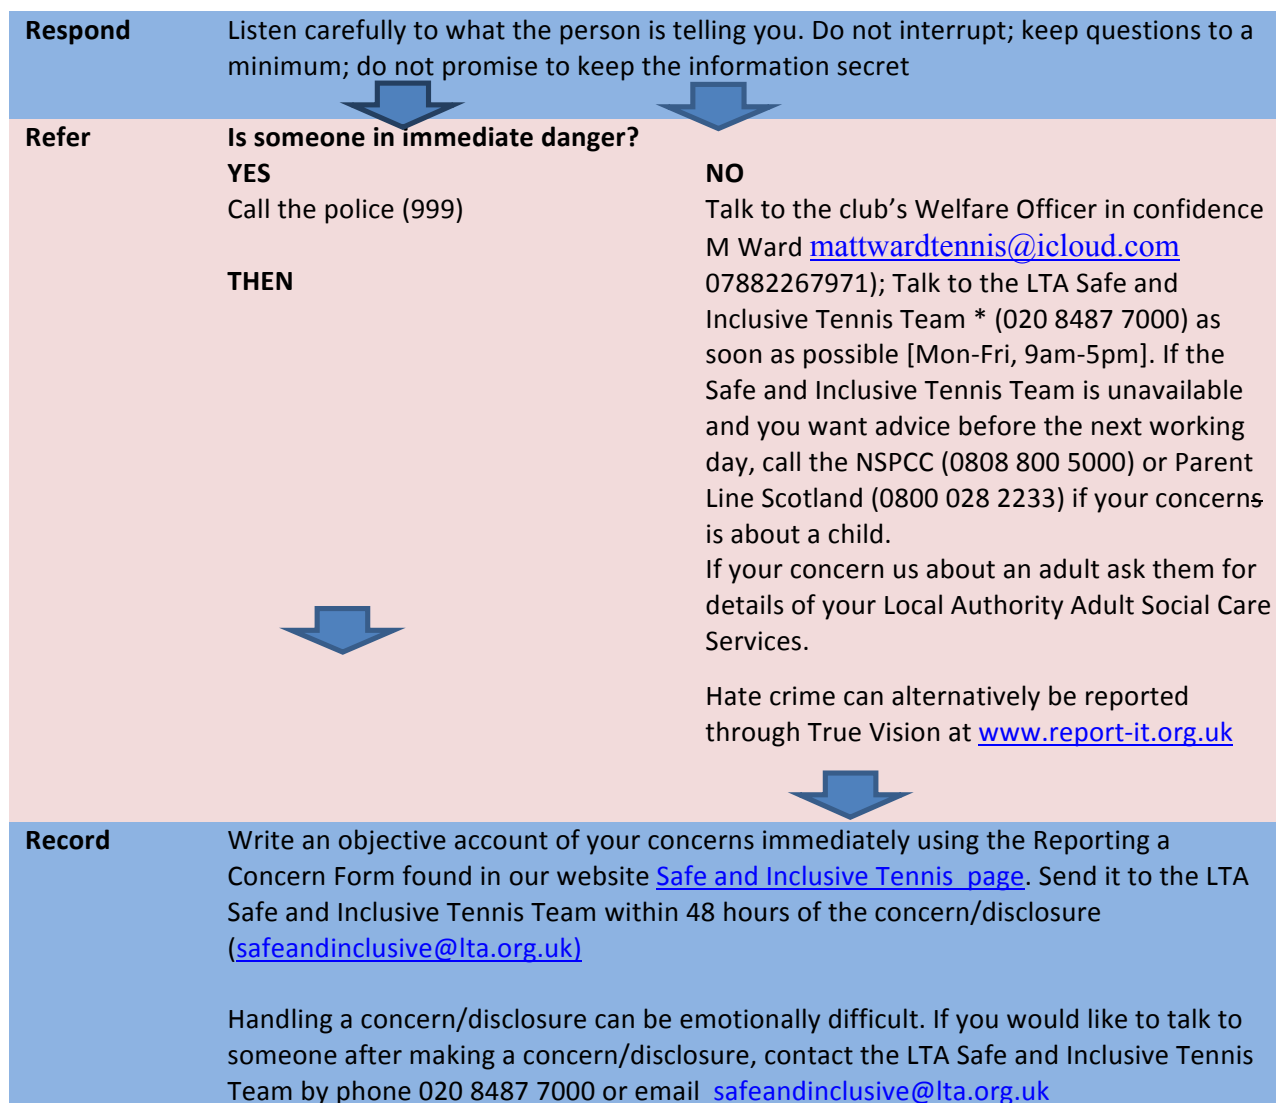 Respond
Listen carefully to what the person is telling you. Do not interrupt; keep questions to a
minimum; do not promise to keep the information secret
Refer
Is someone in immediate danger?
YES
Call the police (999)
THEN
NO
Talk to the club’s Welfare Officer in confidence
M Ward mattwardtennis@icloud.com
07882267971); Talk to the LTA Safe and
Inclusive Tennis Team * (020 8487 7000) as
soon as possible [Mon-Fri, 9am-5pm]. If the
Safe and Inclusive Tennis Team is unavailable
and you want advice before the next working
day, call the NSPCC (0808 800 5000) or Parent
Line Scotland (0800 028 2233) if your concerns
is about a child.
If your concern us about an adult ask them for
details of your Local Authority Adult Social Care
Services.
Hate crime can alternatively be reported
through True Vision at www.report-it.org.uk
Record
Write an objective account of your concerns immediately using the Reporting a
Concern Form found in our website Safe and Inclusive Tennis  page. Send it to the LTA
Safe and Inclusive Tennis Team within 48 hours of the concern/disclosure
(safeandinclusive@lta.org.uk)
Handling a concern/disclosure can be emotionally difficult. If you would like to talk to
someone after making a concern/disclosure, contact the LTA Safe and Inclusive Tennis
Team by phone 020 8487 7000 or email  safeandinclusive@lta.org.uk